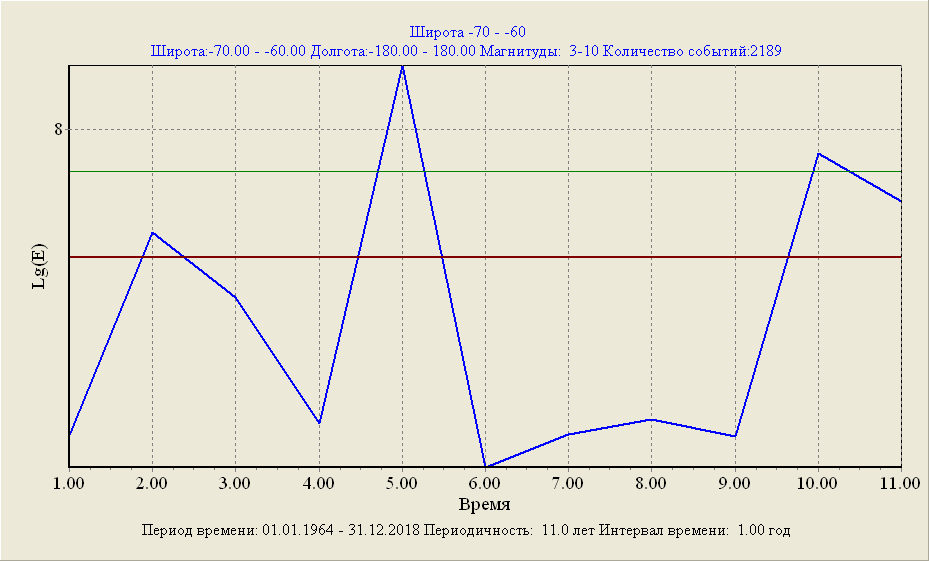 Широта -70 - -60
Широта:-70.00 - -60.00 Долгота:-180.00 - 180.00 Магнитуды:  3-10 Количество событий:2189
8
Lg(E)
1.00 2.00 3.00 4.00 5.00 6.00 7.00 8.00 9.00 10.00 11.00
Время
Период времени: 01.01.1964 - 31.12.2018 Периодичность:  11.0 лет Интервал времени:  1.00 год